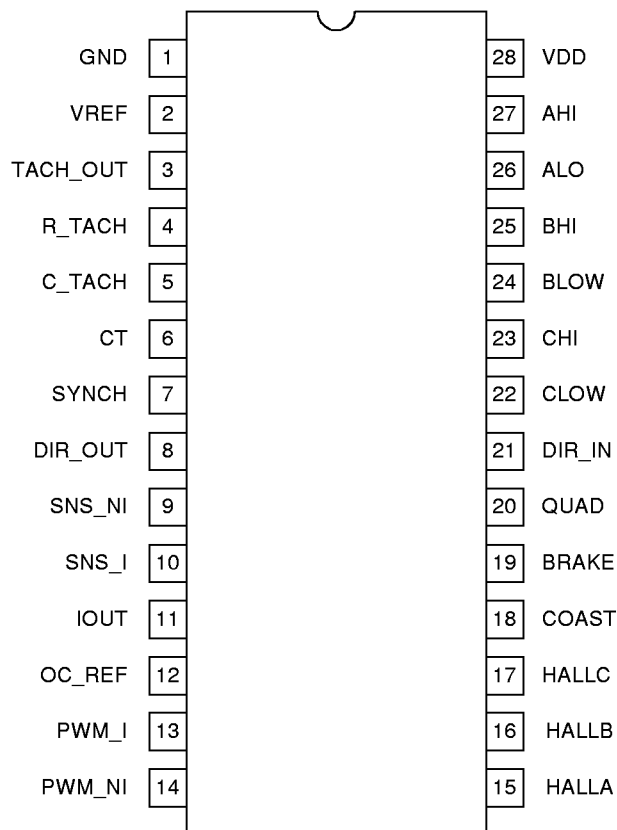 GND 1 28 VDD
VREF 2 27 AHI
TACH_OUT 3 26 ALO
R_TACH 4 25 BHI
C_TACH 5 24 BLOW
CT 6 23 CHI
SYNCH 7 22 CLOW
DIR_OUT 8 21 DIR_IN
SNS_NI 9 20 QUAD
SNS_I 10 19 BRAKE
IOUT 11 18 COAST
OC_REF 12 17 HALLC
PWM_I 13 16 HALLB
PWM_NI 14 15 HALLA